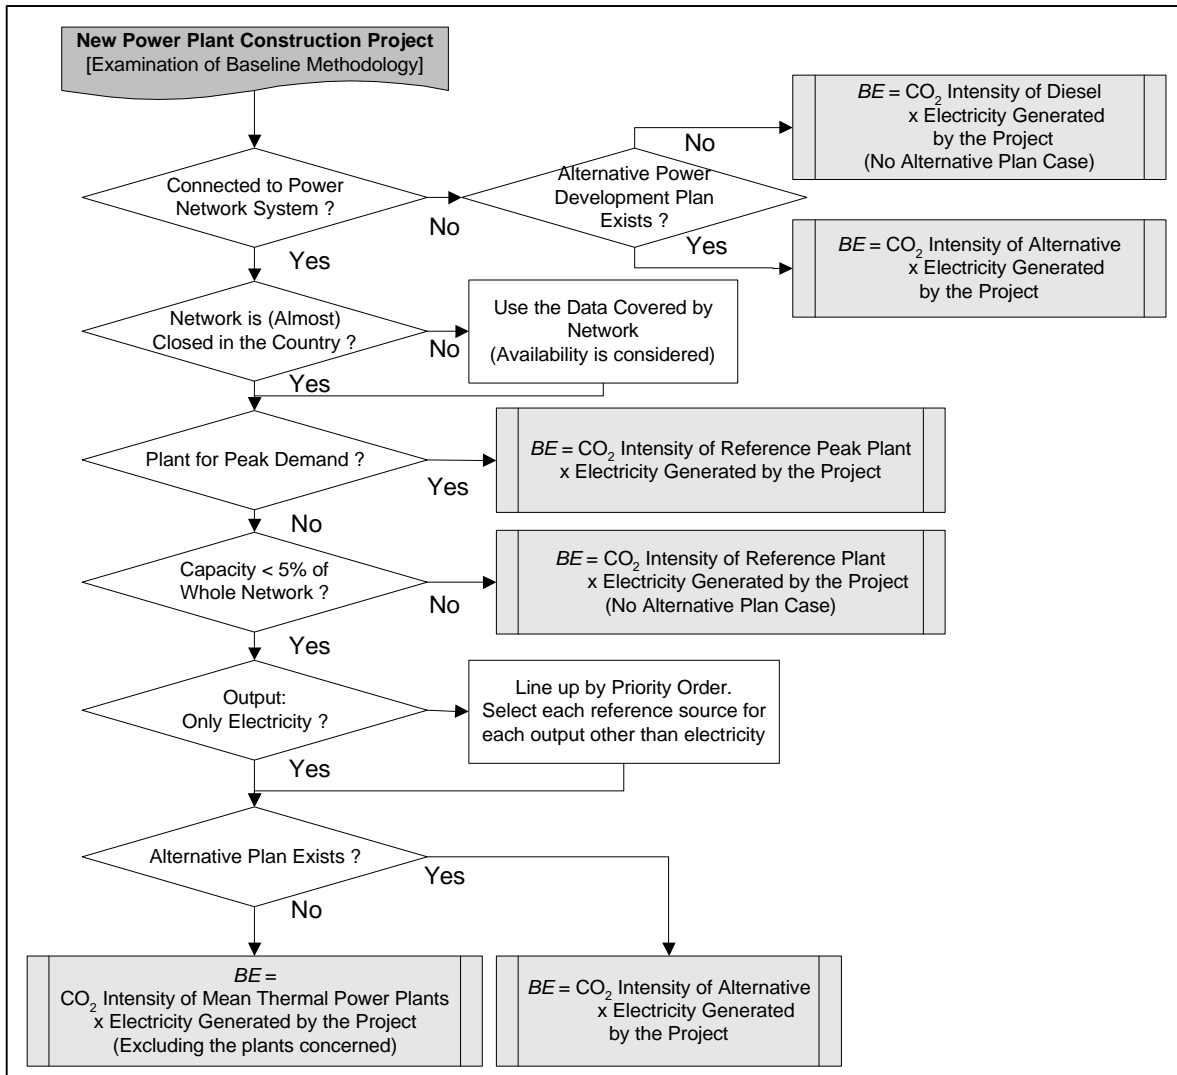 New Power Plant Construction Project
[Examination of Baseline Methodology]
BE = CO2 Intensity of Diesel
x Electricity Generated
by the Project
(No Alternative Plan Case)
No
Connected to Power
Network System ?
No
Alternative Power
Development Plan
Exists ?
Yes
Yes
BE = CO2 Intensity of Alternative
x Electricity Generated
by the Project
Network is (Almost)
Closed in the Country ?
No
Use the Data Covered by
Network
(Availability is considered)
Yes
Plant for Peak Demand ?
Yes
BE = CO2 Intensity of Reference Peak Plant
x Electricity Generated by the Project
No
Capacity < 5% of
Whole Network ?
No
BE = CO2 Intensity of Reference Plant
x Electricity Generated by the Project
(No Alternative Plan Case)
Yes
Output:
Only Electricity ?
Line up by Priority Order.
Select each reference source for
each output other than electricity
Yes
Alternative Plan Exists ?
Yes
No
BE =
CO2 Intensity of Mean Thermal Power Plants
x Electricity Generated by the Project
(Excluding the plants concerned)
BE = CO2 Intensity of Alternative
x Electricity Generated
by the Project